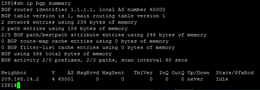 ISP1#sh ip bgp summary
BGP router identifier 1.1.1.1, local AS number 65000
BGP table version is 1, main routing table version 1
2 network entries using 234 bytes of memory
2 path entries using 104 bytes of memory
2/0 BGP path/bestpath attribute entries using 248 bytes of memory
0 BGP route-map cache entries using 0 bytes of memory
0 BGP filter-list cache entries using 0 bytes of memory
BGP using 586 total bytes of memory
BGP activity 2/0 prefixes, 2/0 paths, scan interval 60 secs
Neighbor V AS MsgRcvd MsgSent TblVer InQ OutQ Up/Down State/PfxRcd
209.148.14.2 4 65001 0 0 0 0 0 never Idle
ISP1#